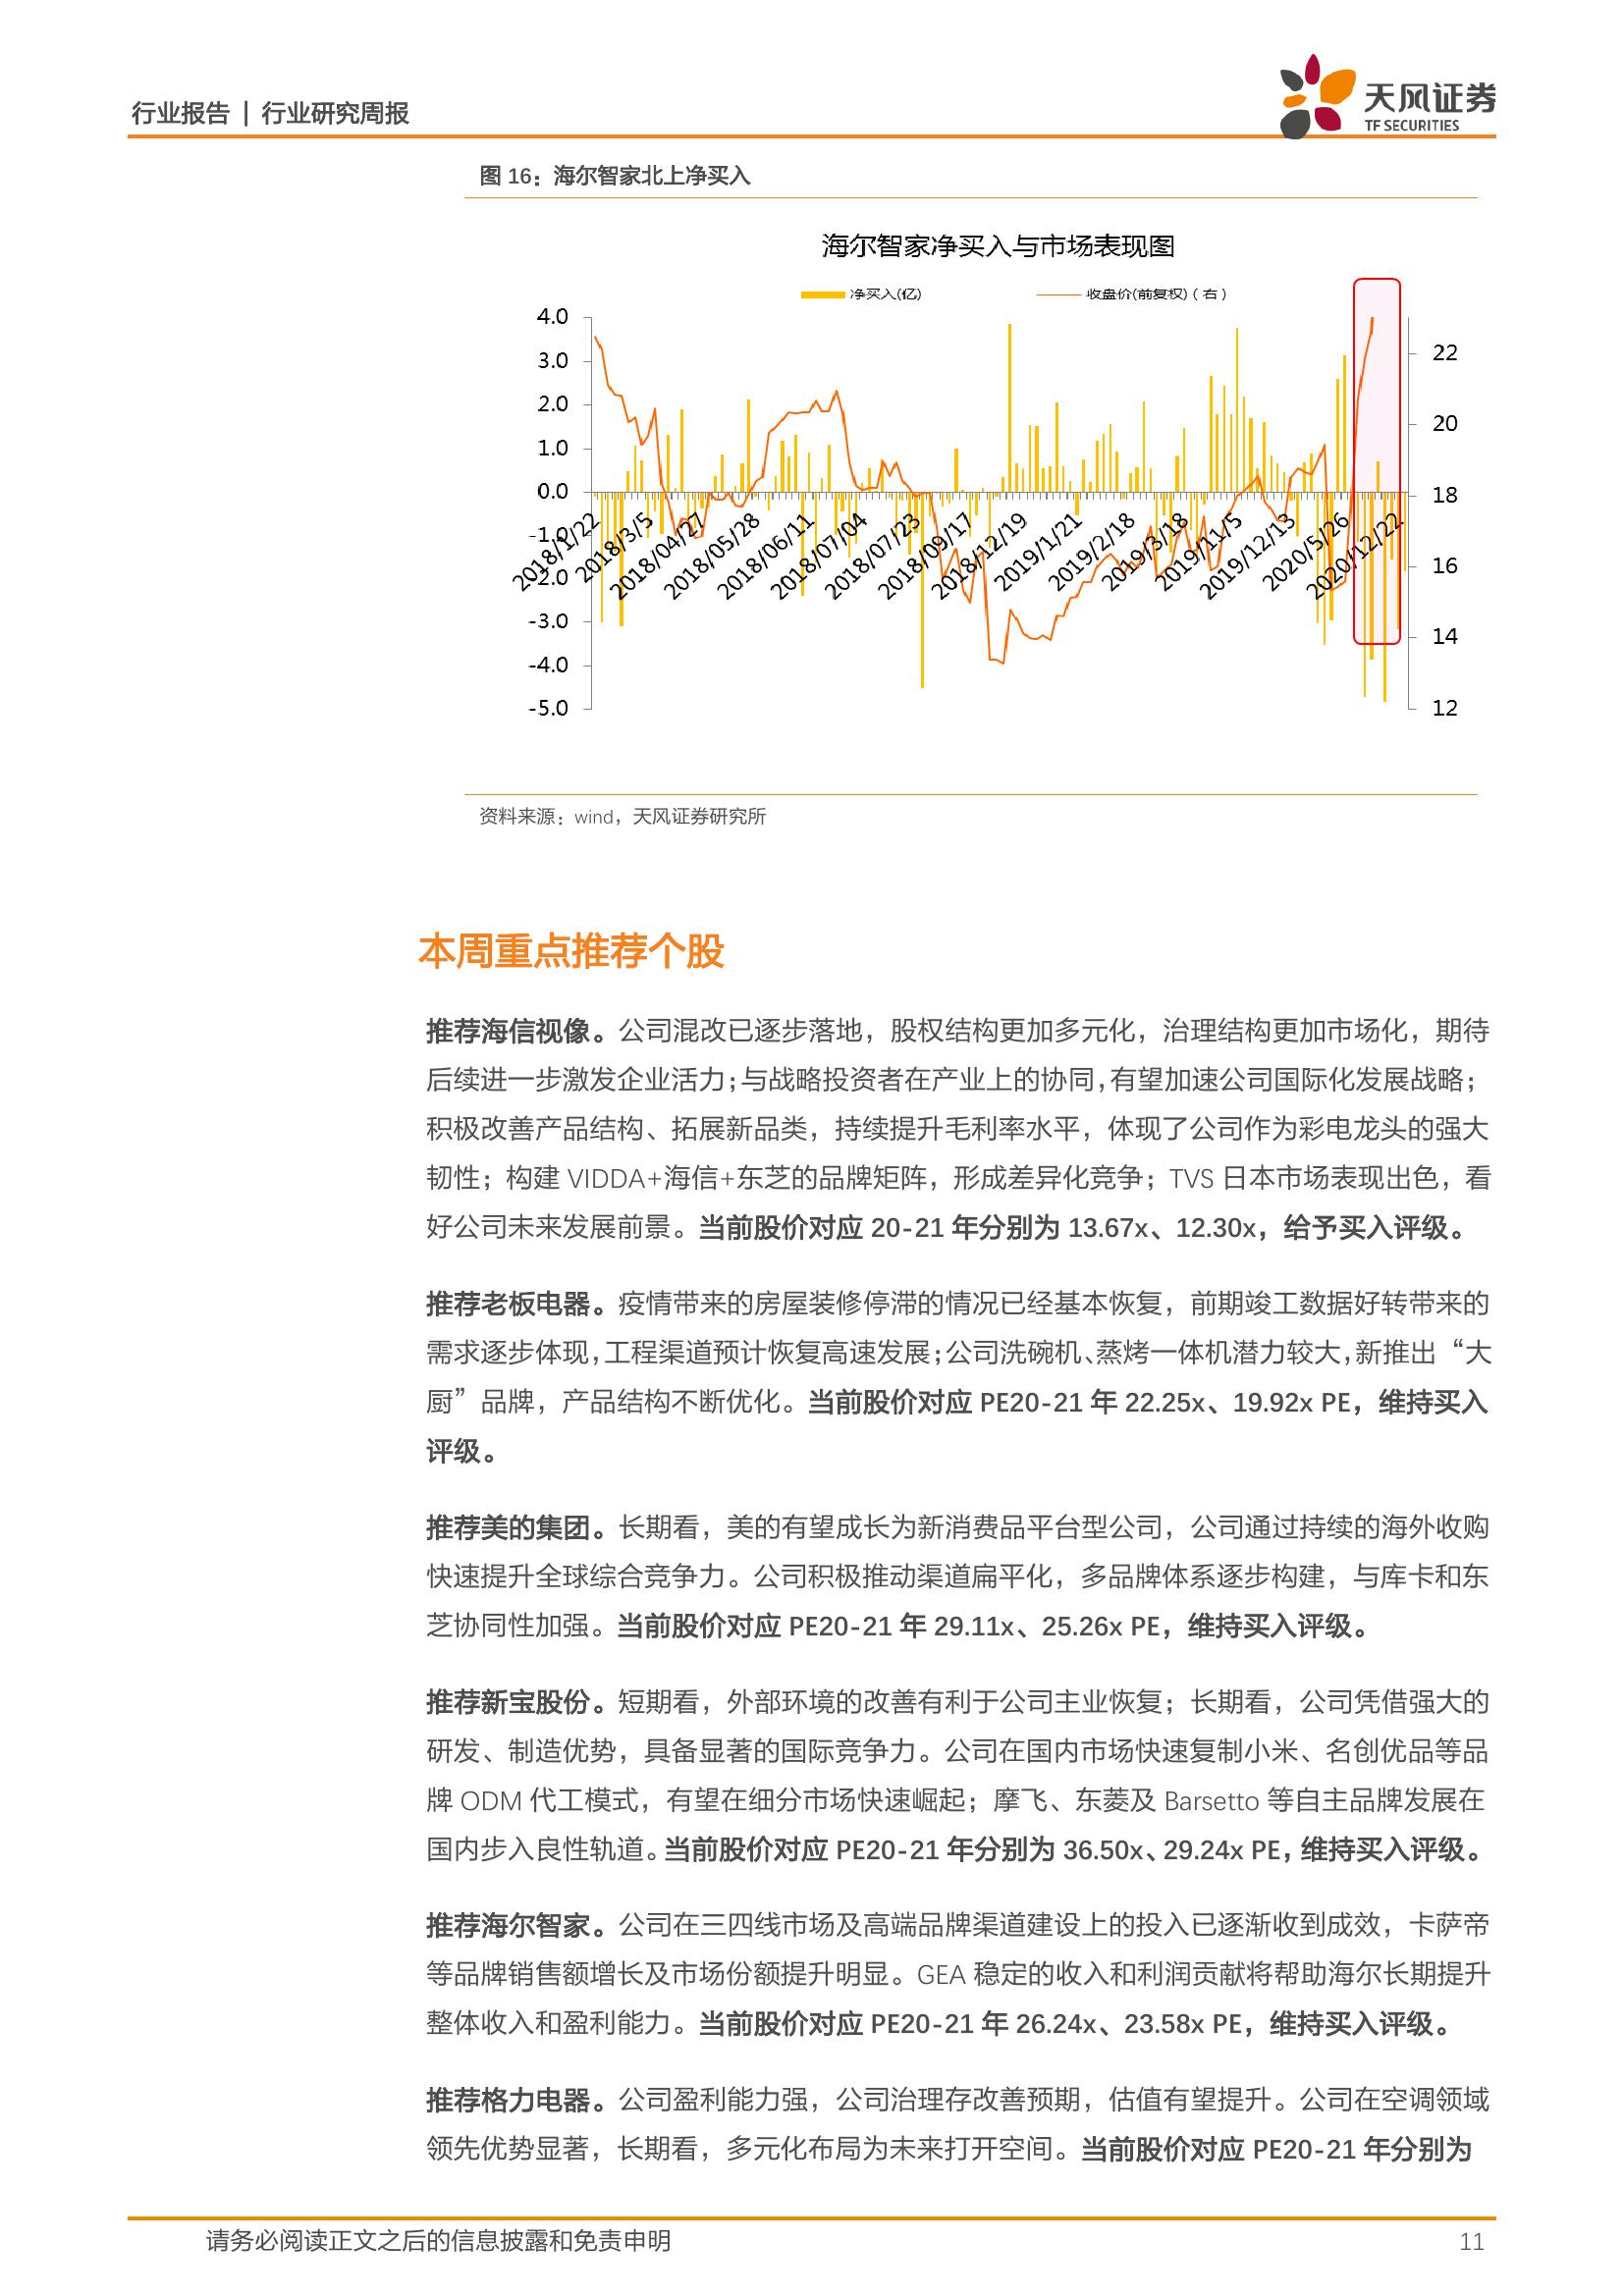 行业报告 | 行业研究周报
天风证券
TF SECURITIES
图 16：海尔智家北上净买入
海尔智家净买入与市场表现图
净买入(亿)
收盘价(前复权)（右）
4.0
3.0
2.0
1.0
0.0
-1.0
-2.0
-3.0
-4.0
-5.0
22
20
18
16
14
12
2018/1/22
2018/3/5
2018/04/27
2018/05/28
2018/06/11
2018/07/04
2018/07/23
2018/09/17
2018/12/19
2019/1/21
2019/2/18
2019/3/18
2019/11/5
2019/12/13
2020/5/26
2020/12/22
资料来源：wind，天风证券研究所
本周重点推荐个股
推荐海信视像。公司混改已逐步落地，股权结构更加多元化，治理结构更加市场化，期待
后续进一步激发企业活力；与战略投资者在产业上的协同，有望加速公司国际化发展战略；
积极改善产品结构、拓展新品类，持续提升毛利率水平，体现了公司作为彩电龙头的强大
韧性；构建 VIDDA+海信+东芝的品牌矩阵，形成差异化竞争；TVS 日本市场表现出色，看
好公司未来发展前景。当前股价对应 20-21 年分别为 13.67x、12.30x，给予买入评级。
推荐老板电器。疫情带来的房屋装修停滞的情况已经基本恢复，前期竣工数据好转带来的
需求逐步体现，工程渠道预计恢复高速发展；公司洗碗机、蒸烤一体机潜力较大，新推出“大
厨”品牌，产品结构不断优化。当前股价对应 PE20-21 年 22.25x、19.92x PE，维持买入
评级。
推荐美的集团。长期看，美的有望成长为新消费品平台型公司，公司通过持续的海外收购
快速提升全球综合竞争力。公司积极推动渠道扁平化，多品牌体系逐步构建，与库卡和东
芝协同性加强。当前股价对应 PE20-21 年 29.11x、25.26x PE，维持买入评级。
推荐新宝股份。短期看，外部环境的改善有利于公司主业恢复；长期看，公司凭借强大的
研发、制造优势，具备显著的国际竞争力。公司在国内市场快速复制小米、名创优品等品
牌 ODM 代工模式，有望在细分市场快速崛起；摩飞、东菱及 Barsetto 等自主品牌发展在
国内步入良性轨道。当前股价对应 PE20-21 年分别为 36.50x、29.24x PE，维持买入评级。
推荐海尔智家。公司在三四线市场及高端品牌渠道建设上的投入已逐渐收到成效，卡萨帝
等品牌销售额增长及市场份额提升明显。GEA 稳定的收入和利润贡献将帮助海尔长期提升
整体收入和盈利能力。当前股价对应 PE20-21 年 26.24x、23.58x PE，维持买入评级。
推荐格力电器。公司盈利能力强，公司治理存改善预期，估值有望提升。公司在空调领域
领先优势显著，长期看，多元化布局为未来打开空间。当前股价对应 PE20-21 年分别为
请务必阅读正文之后的信息披露和免责申明
11